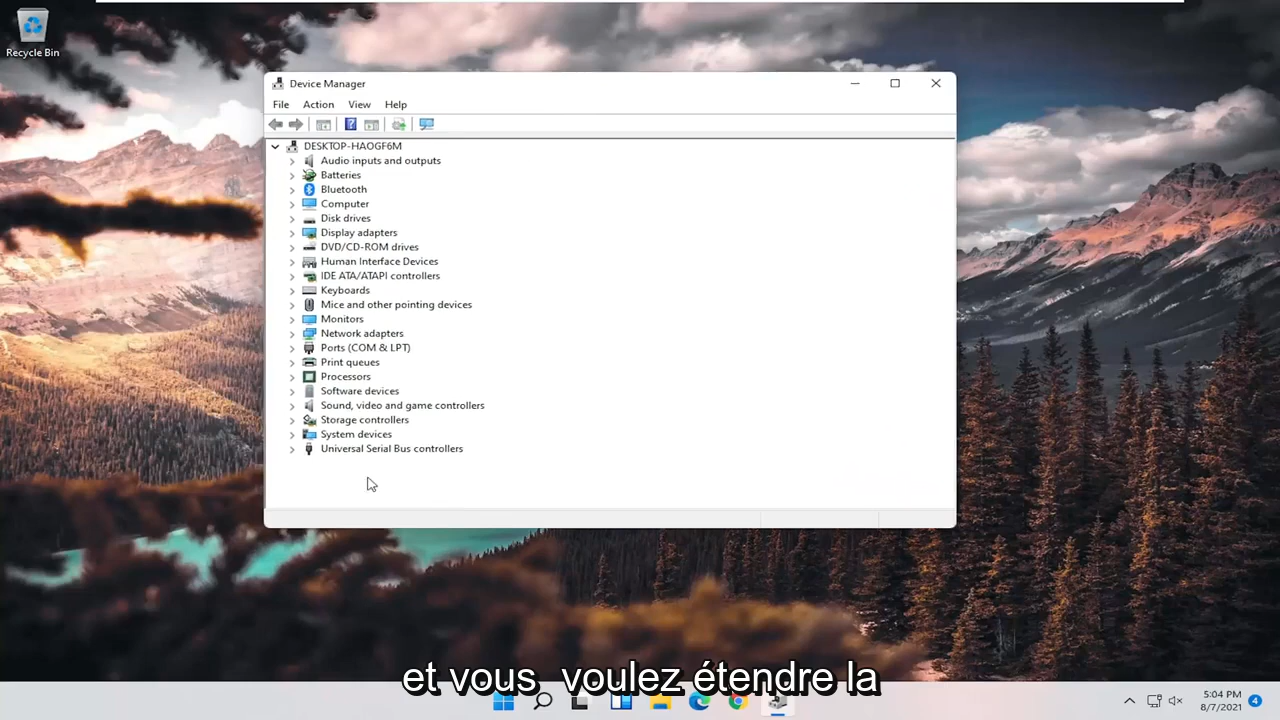 Recycle Bin
Device Manager
File Action View Help
DESKTOP-HAOGF6M
Audio inputs and outputs
Batteries
Bluetooth
Computer
Disk drives
Display adapters
DVD/CD-ROM drives
Human Interface Devices
IDE ATA/ATAPI controllers
Keyboards
Mice and other pointing devices
Monitors
Network adapters
Ports (COM & LPT)
Print queues
Processors
Software devices
Sound, video and game controllers
Storage controllers
System devices
Universal Serial Bus controllers
et vous voulez étendre la
5:04 PM
8/7/2021
4